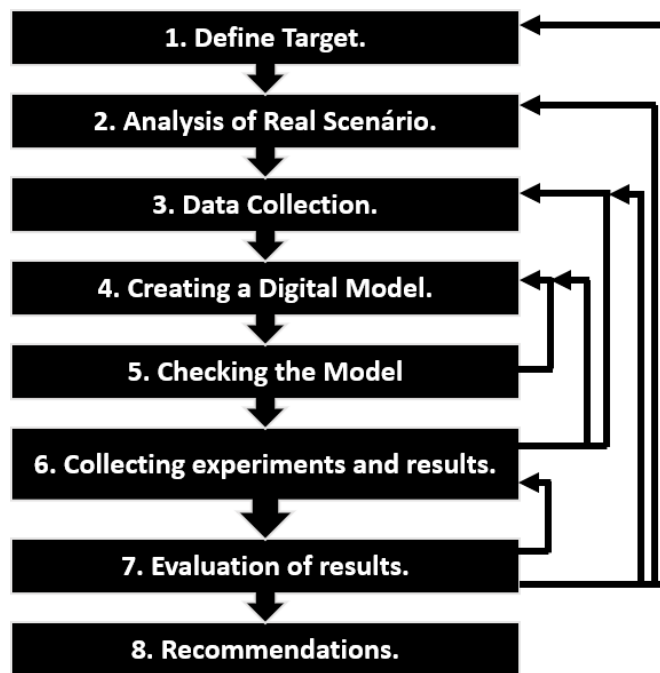 1. Define Target.
2. Analysis of Real Scenário.
3. Data Collection.
4. Creating a Digital Model.
5. Checking the Model
6. Collecting experiments and results.
7. Evaluation of results.
8. Recommendations.